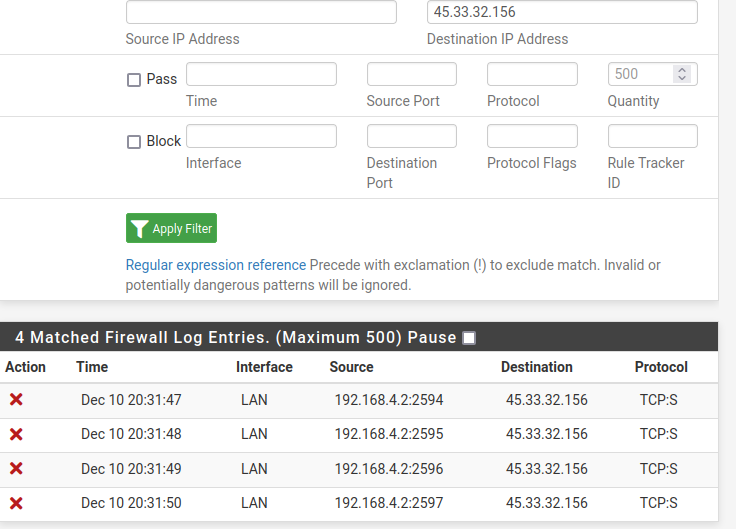 45.33.32.156
Source IP Address Destination IP Address
Pass 500
Time Source Port Protocol Quantity
Block
Interface Destination Port Protocol Flags Rule Tracker ID
Apply Filter
Regular expression reference Precede with exclamation (!) to exclude match. Invalid or
potentially dangerous patterns will be ignored.
4 Matched Firewall Log Entries. (Maximum 500) Pause
Action Time Interface Source Destination Protocol
Dec 10 20:31:47 LAN 192.168.4.2:2594 45.33.32.156 TCP:S
Dec 10 20:31:48 LAN 192.168.4.2:2595 45.33.32.156 TCP:S
Dec 10 20:31:49 LAN 192.168.4.2:2596 45.33.32.156 TCP:S
Dec 10 20:31:50 LAN 192.168.4.2:2597 45.33.32.156 TCP:S